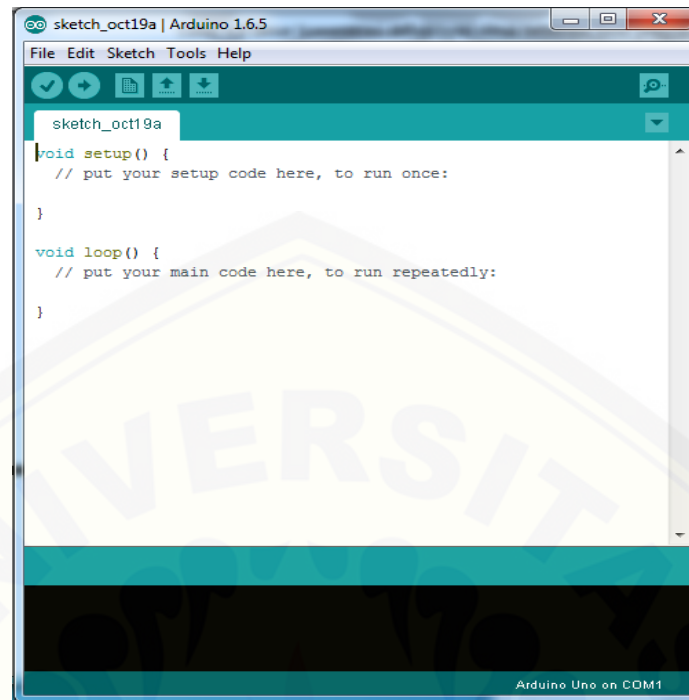 sketch_oct19a | Arduino 1.6.5
File Edit Sketch Tools Help
sketch_oct19a
void setup() {
  // put your setup code here, to run once:
}
void loop() {
  // put your main code here, to run repeatedly:
}
UNIVERSITAS
Arduino Uno on COM1